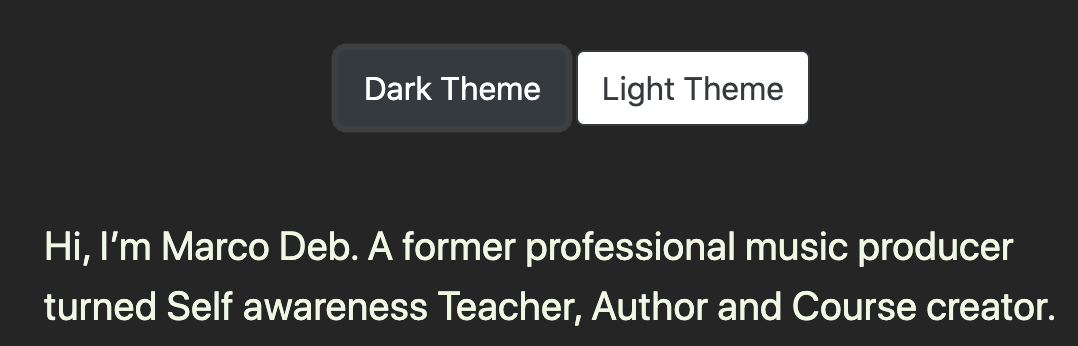 Dark Theme Light Theme
Hi, I’m Marco Deb. A former professional music producer
turned Self awareness Teacher, Author and Course creator.